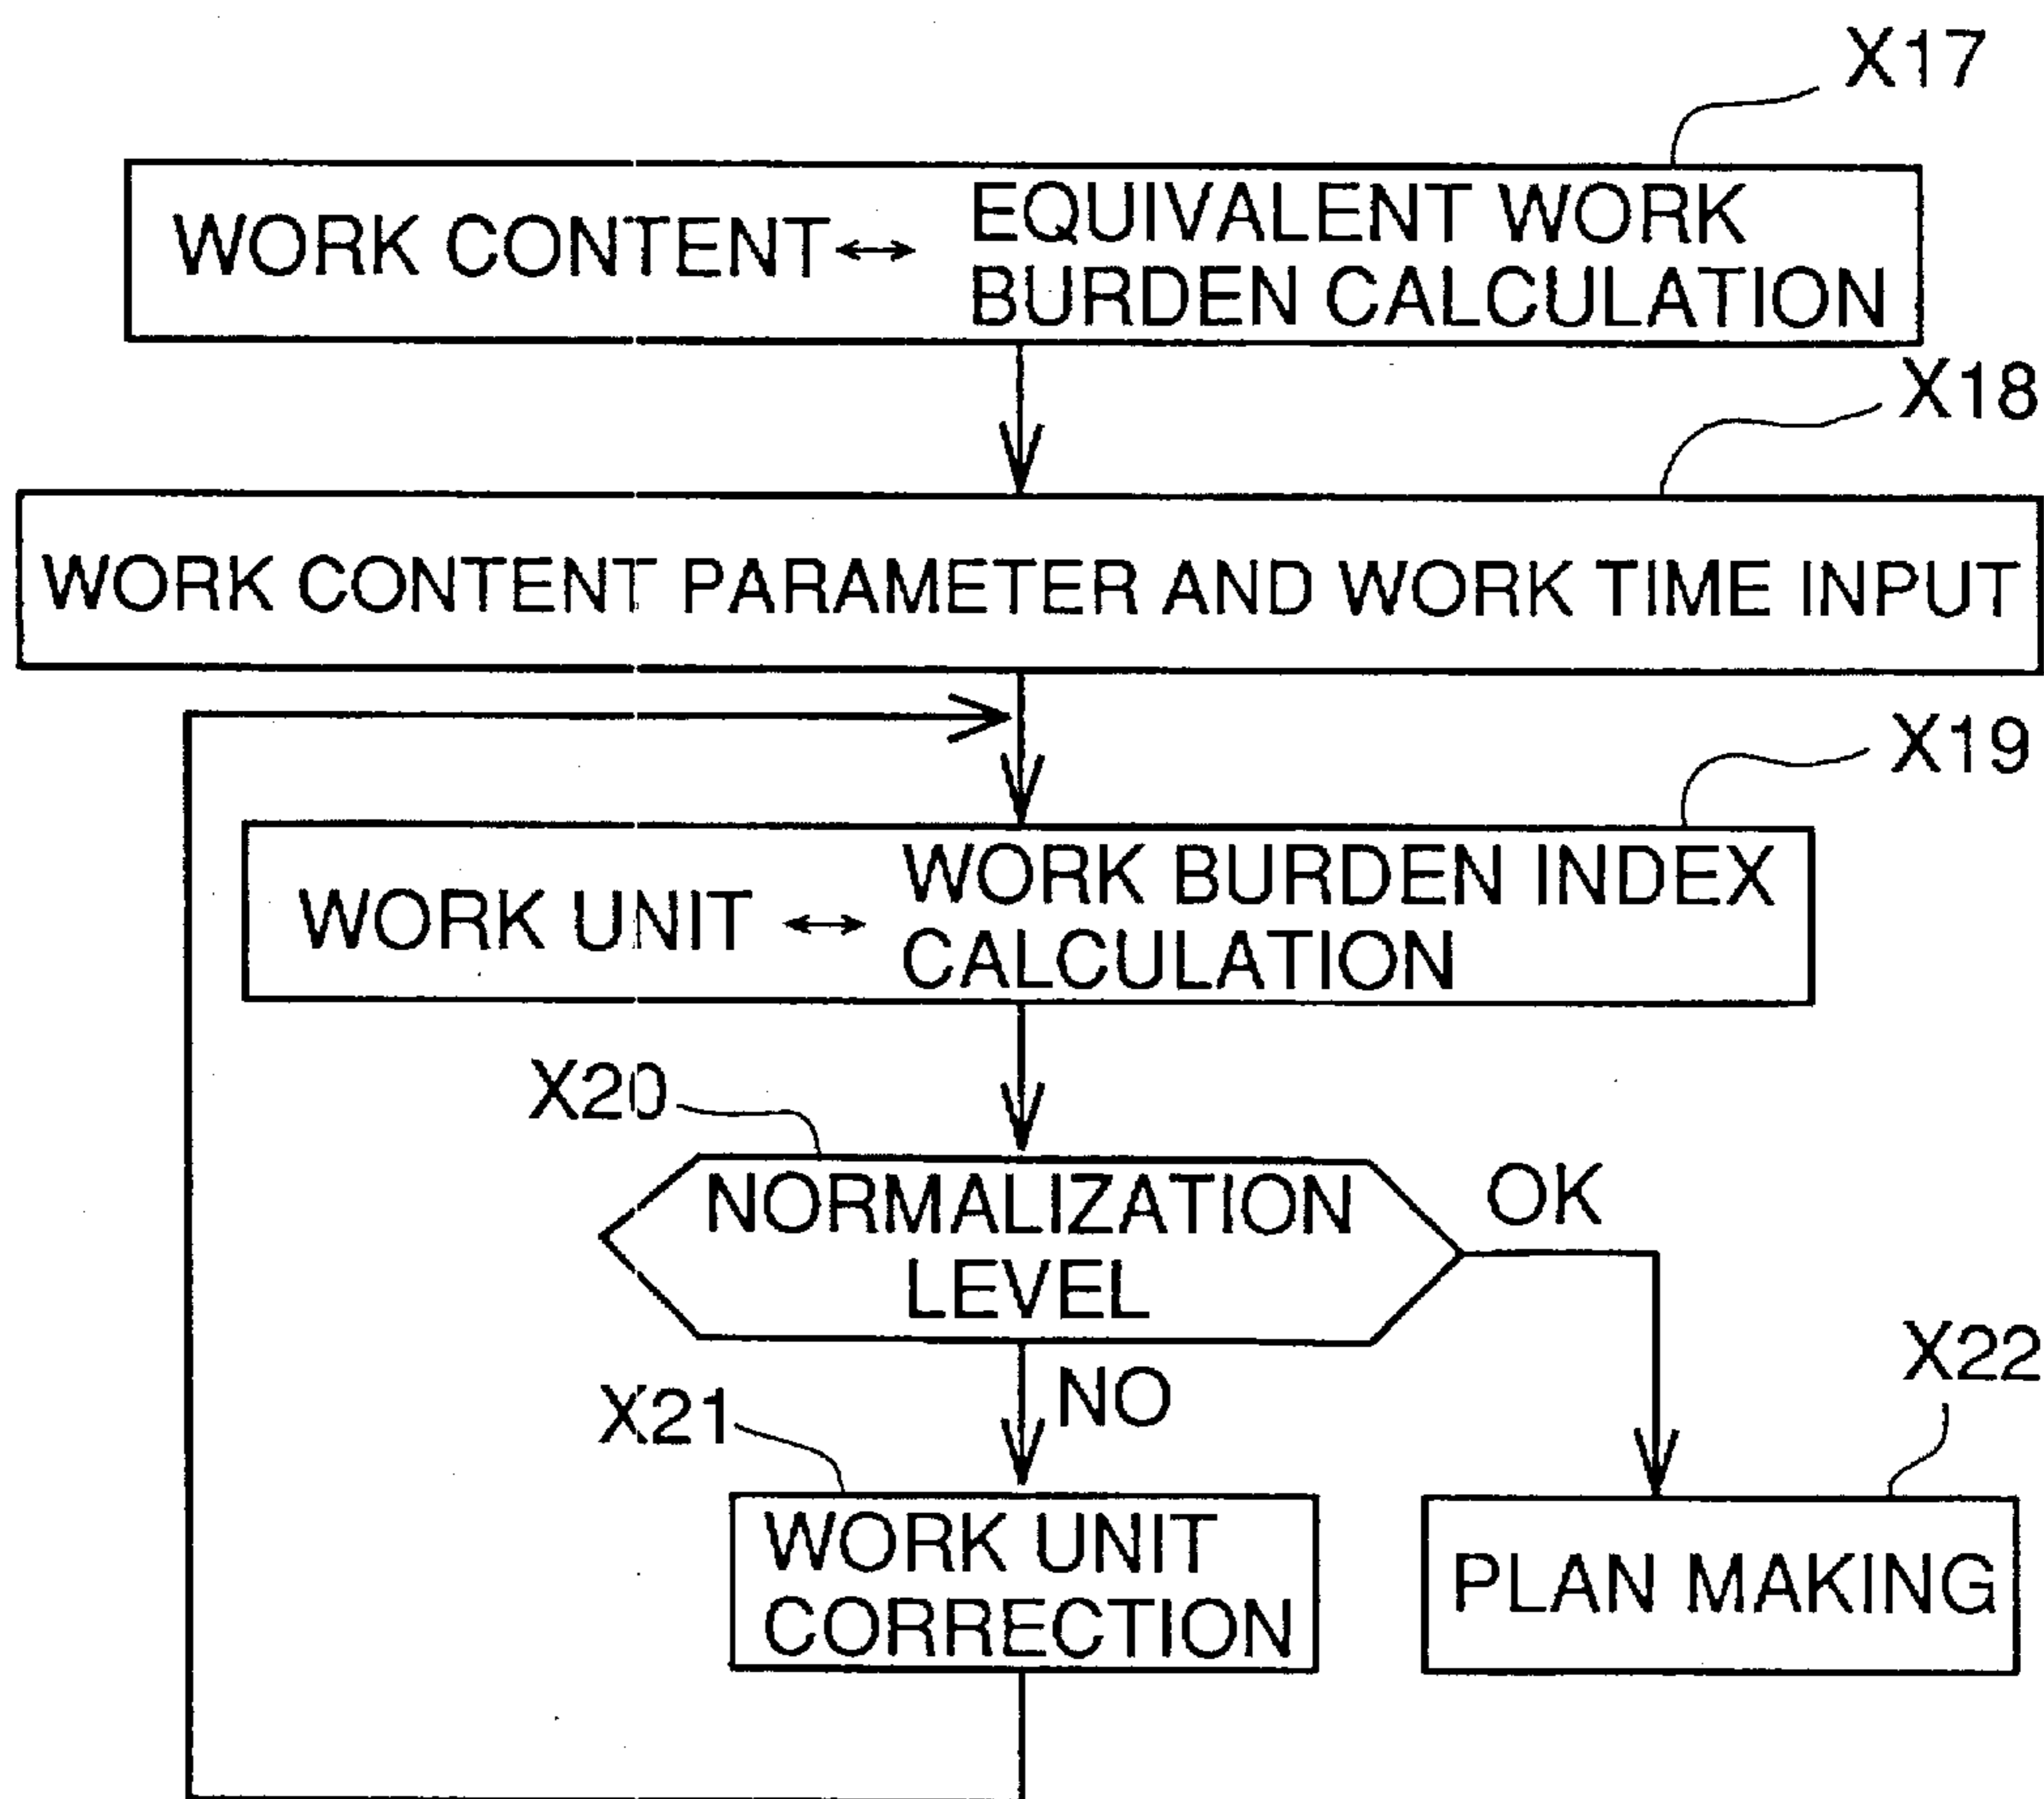 X17
WORK CONTENT ↔ EQUIVALENT WORK
BURDEN CALCULATION
X18
WORK CONTENT PARAMETER AND WORK TIME INPUT
X19
WORK UNIT ↔ WORK BURDEN INDEX
CALCULATION
X20
NORMALIZATION
LEVEL
OK
NO
X21
X22
WORK UNIT
CORRECTION
PLAN MAKING